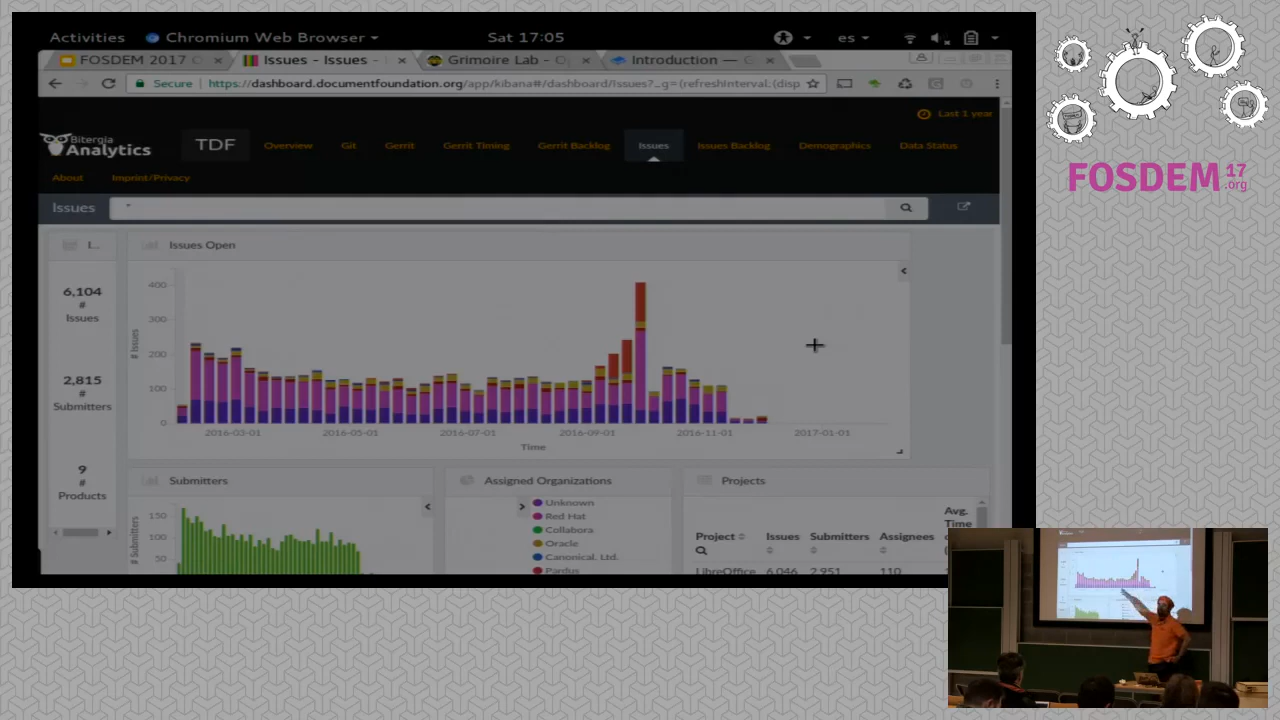 Activities
Chromium Web Browser
Sat 17:05
es
FOSDEM 2017
Issues - Issues -
Grimoire Lab - O
Introduction —
Secure
https://dashboard.documentfoundation.org/app/kibana#/dashboard/Issues?_g=(refreshInterval.(disp
Last 1 year
Bitergia
Analytics
TDF
Overview
Git
Gerrit
Gerrit Timing
Gerrit Backlog
Issues
Issues Backlog
Demographics
Data Status
About
Imprint/Privacy
Issues
*
I...
Issues Open
6,104
#
Issues
2,815
#
Submitters
9
#
Products
# Issues
400
300
200
100
0
2016-03-01
2016-05-01
2016-07-01
2016-09-01
2016-11-01
2017-01-01
Time
Submitters
# Submitters
150
100
50
Assigned Organizations
Unknown
Red Hat
Collabora
Oracle
Canonical. Ltd.
Pardus
Projects
Project
Issues
Submitters
Assignees
Avg.
Time
LibreOffice 6,046 2,951 110
FOSDEM 17
.org